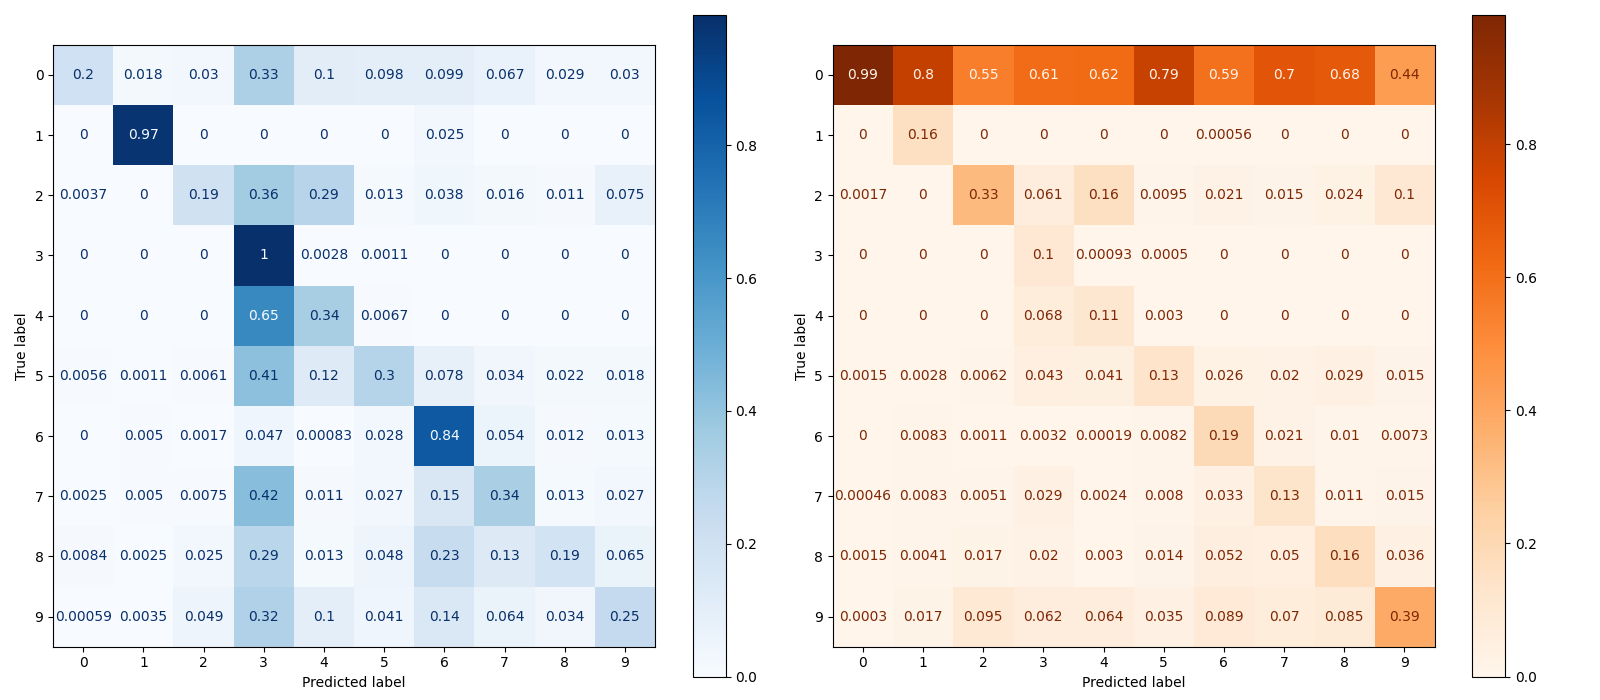 0 0.2 0.018 0.03 0.33 0.1 0.098 0.099 0.067 0.029 0.03
1 0 0.97 0 0 0 0 0.025 0 0 0
2 0.0037 0 0.19 0.36 0.29 0.013 0.038 0.016 0.011 0.075
3 0 0 0 1 0.0028 0.0011 0 0 0 0
4 0 0 0 0.65 0.34 0.0067 0 0 0 0
5 0.0056 0.0011 0.0061 0.41 0.12 0.3 0.078 0.034 0.022 0.018
6 0 0.005 0.0017 0.047 0.00083 0.028 0.84 0.054 0.012 0.013
7 0.0025 0.005 0.0075 0.42 0.011 0.027 0.15 0.34 0.013 0.027
8 0.0084 0.0025 0.025 0.29 0.013 0.048 0.23 0.13 0.19 0.065
9 0.00059 0.0035 0.049 0.32 0.1 0.041 0.14 0.064 0.034 0.25
0 1 2 3 4 5 6 7 8 9
Predicted label
True label
0.8
0.6
0.4
0.2
0.0
0 0.99 0.8 0.55 0.61 0.62 0.79 0.59 0.7 0.68 0.44
1 0 0.16 0 0 0 0 0.00056 0 0 0
2 0.0017 0 0.33 0.061 0.16 0.0095 0.021 0.015 0.024 0.1
3 0 0 0 0.1 0.00093 0.0005 0 0 0 0
4 0 0 0 0.068 0.11 0.003 0 0 0 0
5 0.0015 0.0028 0.0062 0.043 0.041 0.13 0.026 0.02 0.029 0.015
6 0 0.0083 0.0011 0.0032 0.00019 0.0082 0.19 0.021 0.01 0.0073
7 0.00046 0.0083 0.0051 0.029 0.0024 0.008 0.033 0.13 0.011 0.015
8 0.0015 0.0041 0.017 0.02 0.003 0.014 0.052 0.05 0.16 0.036
9 0.0003 0.017 0.095 0.062 0.064 0.035 0.089 0.07 0.085 0.39
0 1 2 3 4 5 6 7 8 9
Predicted label
True label
0.8
0.6
0.4
0.2
0.0